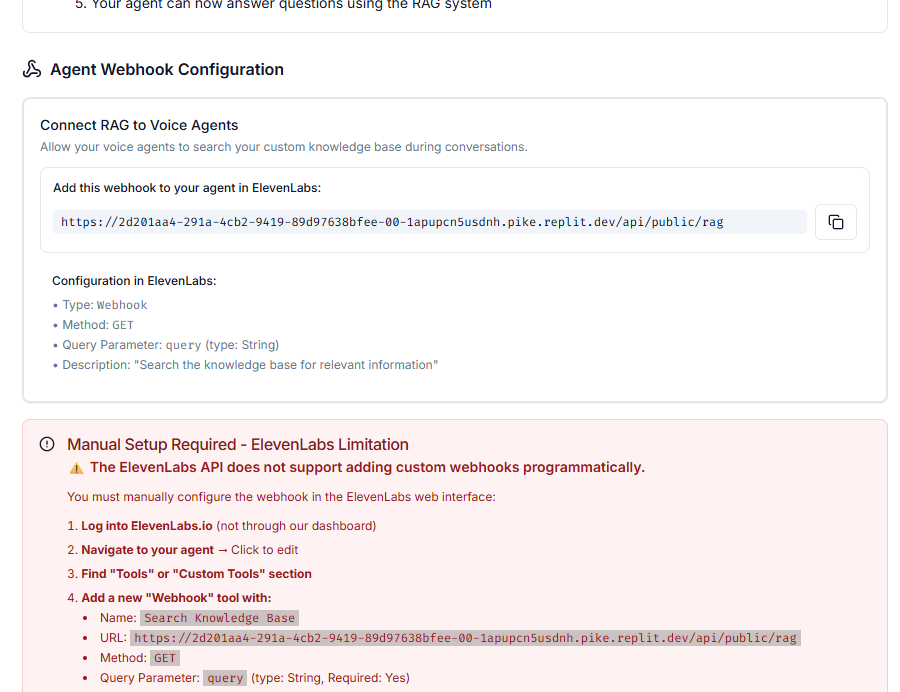 5. Your agent can now answer questions using the RAG system
Agent Webhook Configuration
Connect RAG to Voice Agents
Allow your voice agents to search your custom knowledge base during conversations.
Add this webhook to your agent in ElevenLabs:
https://2d201aa4-291a-4cb2-9419-89d97638bfee-00-1apupcn5usdnh.pike.replit.dev/api/public/rag
Configuration in ElevenLabs:
• Type: Webhook
• Method: GET
• Query Parameter: query (type: String)
• Description: "Search the knowledge base for relevant information"
Manual Setup Required - ElevenLabs Limitation
⚠️ The ElevenLabs API does not support adding custom webhooks programmatically.
You must manually configure the webhook in the ElevenLabs web interface:
1. Log into ElevenLabs.io (not through our dashboard)
2. Navigate to your agent → Click to edit
3. Find "Tools" or "Custom Tools" section
4. Add a new "Webhook" tool with:
• Name: Search Knowledge Base
• URL: https://2d201aa4-291a-4cb2-9419-89d97638bfee-00-1apupcn5usdnh.pike.replit.dev/api/public/rag
• Method: GET
• Query Parameter: query (type: String, Required: Yes)